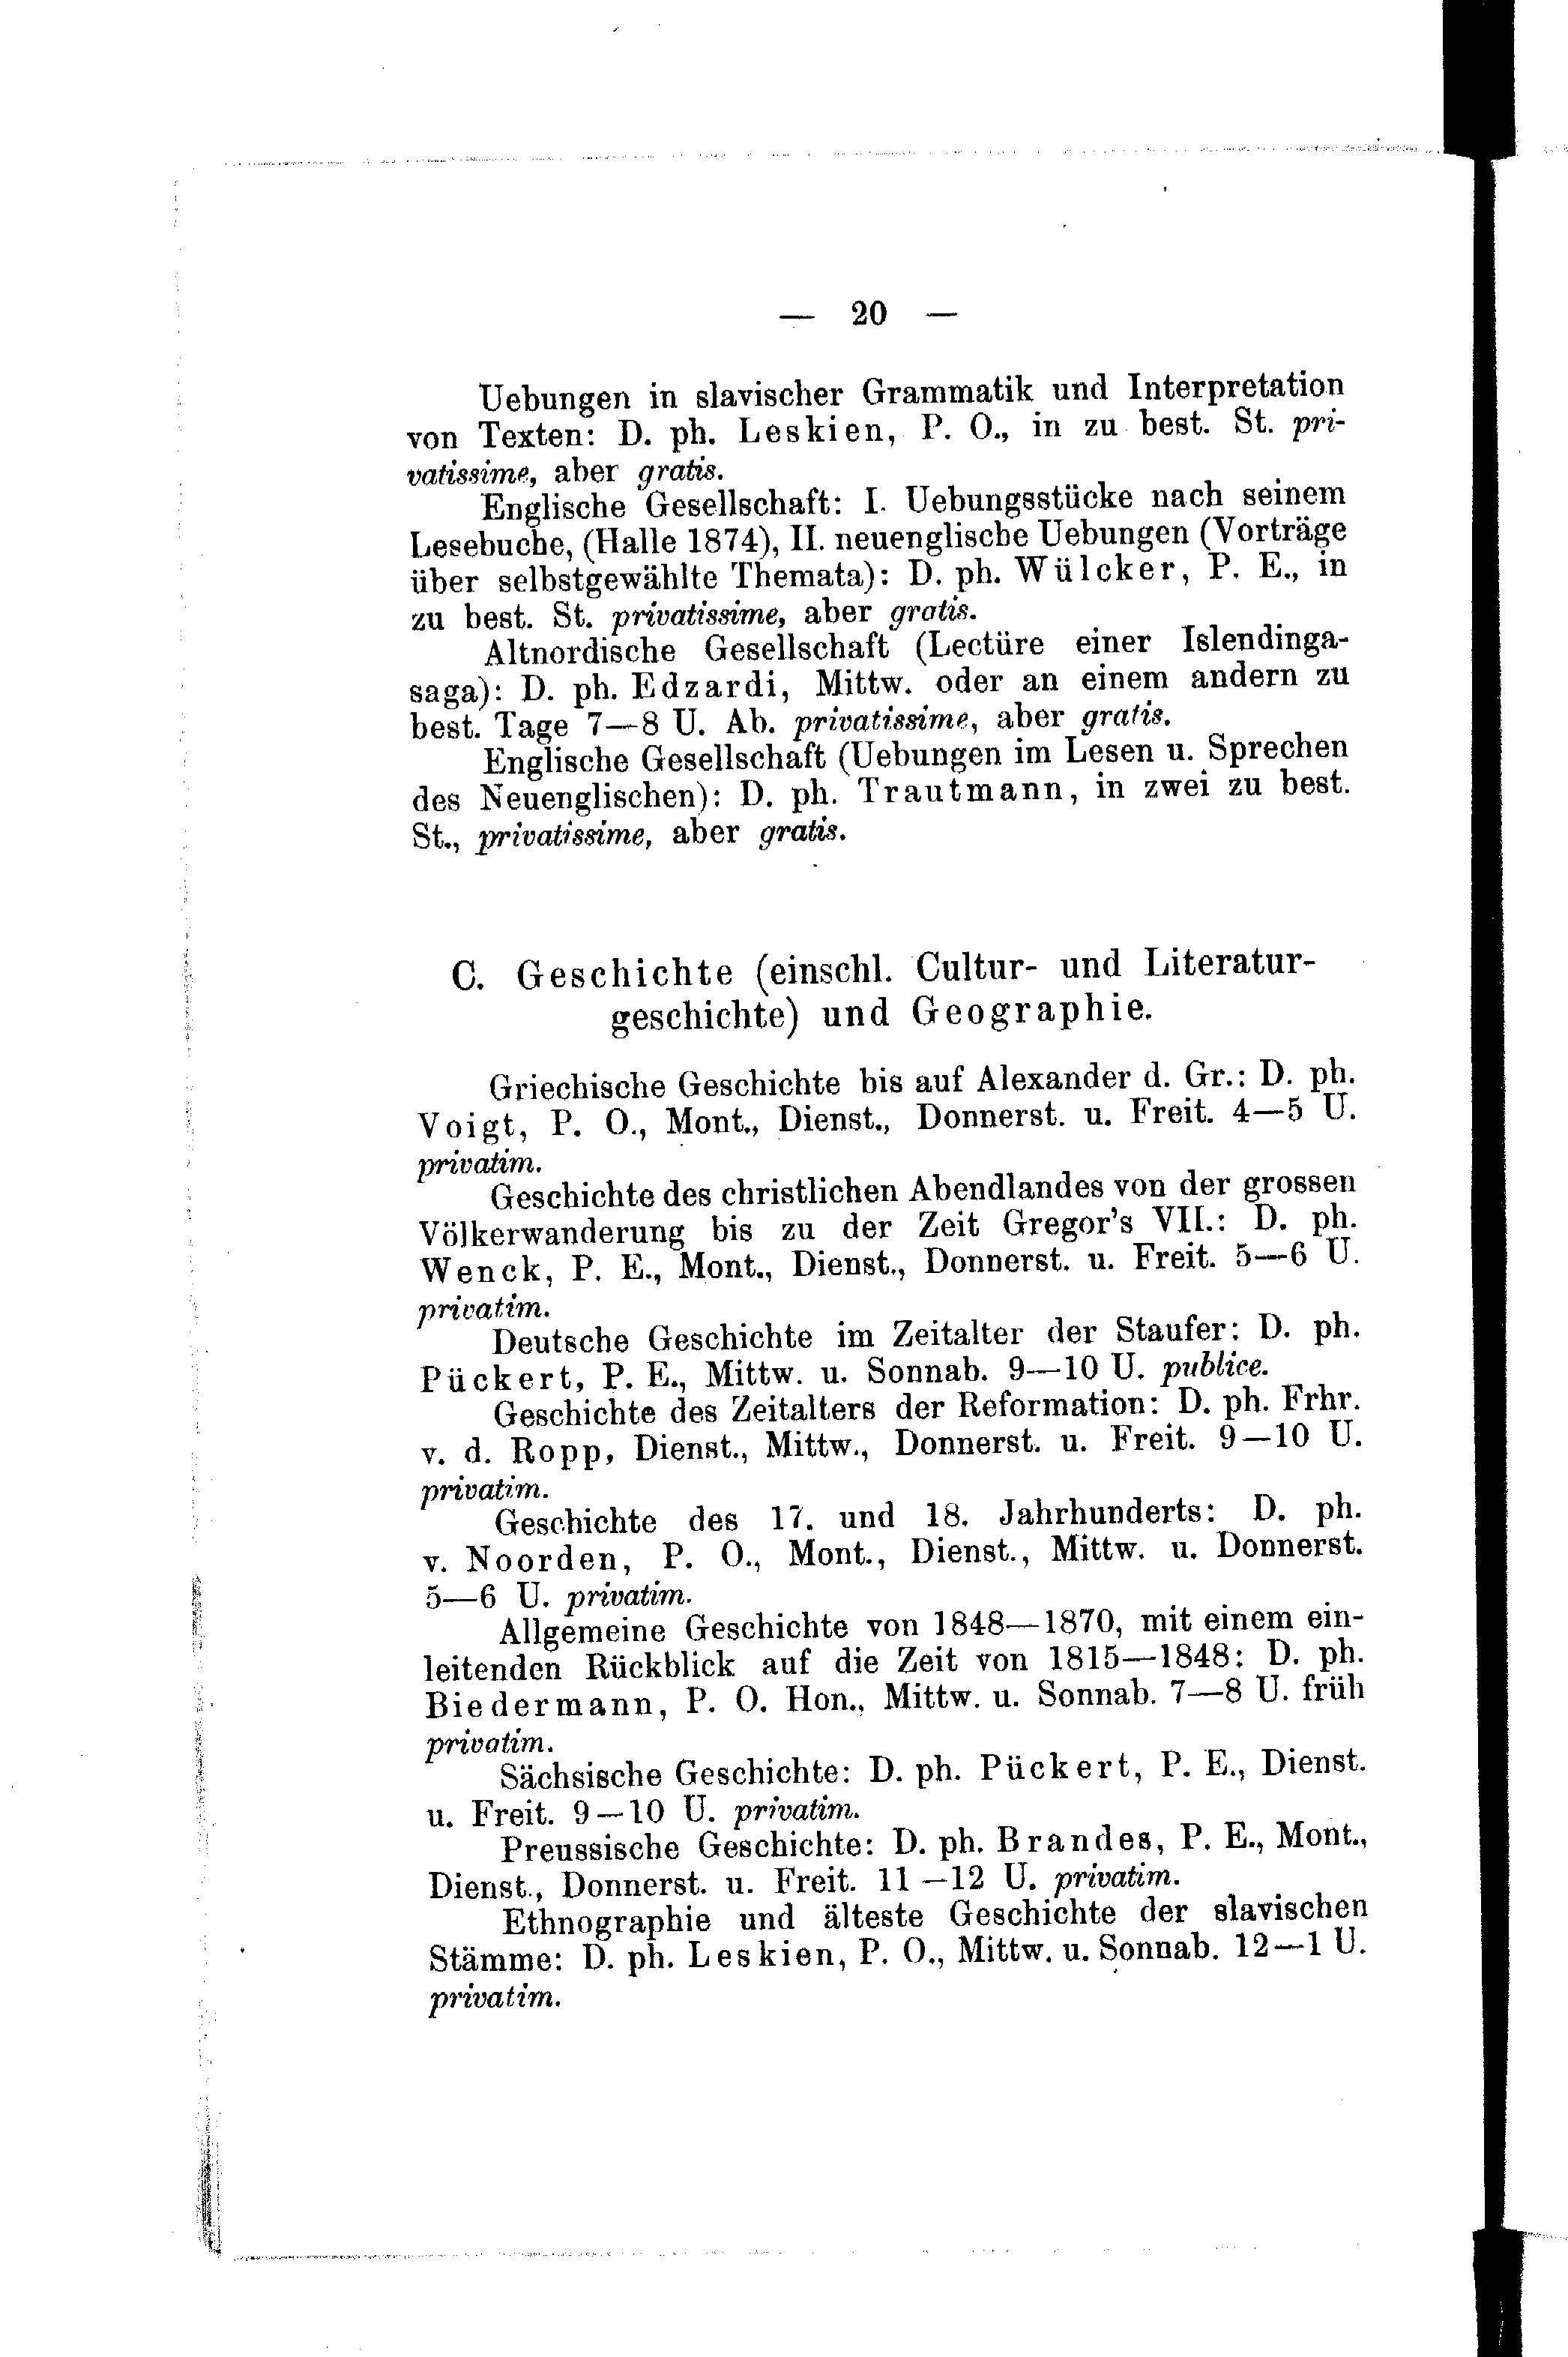 — 20 —
Uebungen in slavischer Grammatik und Interpretation
von Texten: D. ph. Leskien, P. O., in zu best. St. pri-
vatissime, aber gratis.
Englische Gesellschaft: I. Uebungsstücke nach seinem
Lesebuche, (Halle 1874), II. neuenglische Uebungen (Vorträge
über selbstgewählte Themata): D. ph. Wülcker, P. E., in
zu best. St. privatissime, aber gratis.
Altnordische Gesellschaft (Lectüre einer Islendinga-
saga): D. ph. Edzardi, Mittw. oder an einem andern zu
best. Tage 7—8 U. Ab. privatissime, aber gratis.
Englische Gesellschaft (Uebungen im Lesen u. Sprechen
des Neuenglischen): D. ph. Trautmann, in zwei zu best.
St., privatissime, aber gratis.
C. Geschichte (einschl. Cultur- und Literatur-
geschichte) und Geographie.
Griechische Geschichte bis auf Alexander d. Gr.: D. ph.
Voigt, P. O., Mont., Dienst., Donnerst. u. Freit. 4—5 U.
privatim.
Geschichte des christlichen Abendlandes von der grossen
Völkerwanderung bis zu der Zeit Gregor's VII.: D. ph.
Wenck, P. E., Mont., Dienst., Donnerst. u. Freit. 5—6 U.
privatim.
Deutsche Geschichte im Zeitalter der Staufer: D. ph.
Pückert, P. E., Mittw. u. Sonnab. 9—10 U. publice.
Geschichte des Zeitalters der Reformation: D. ph. Frhr.
v. d. Ropp, Dienst., Mittw., Donnerst. u. Freit. 9—10 U.
privatim.
Geschichte des 17. und 18. Jahrhunderts: D. ph.
v. Noorden, P. O., Mont., Dienst., Mittw. u. Donnerst.
5—6 U. privatim.
Allgemeine Geschichte von 1848—1870, mit einem ein-
leitenden Rückblick auf die Zeit von 1815—1848: D. ph.
Biedermann, P. O. Hon., Mittw. u. Sonnab. 7—8 U. früh
privatim.
Sächsische Geschichte: D. ph. Pückert, P. E., Dienst.
u. Freit. 9—10 U. privatim.
Preussische Geschichte: D. ph. Brandes, P. E., Mont.,
Dienst., Donnerst. u. Freit. 11—12 U. privatim.
Ethnographie und älteste Geschichte der slavischen
Stämme: D. ph. Leskien, P. O., Mittw. u. Sonnab. 12—1 U.
privatim.